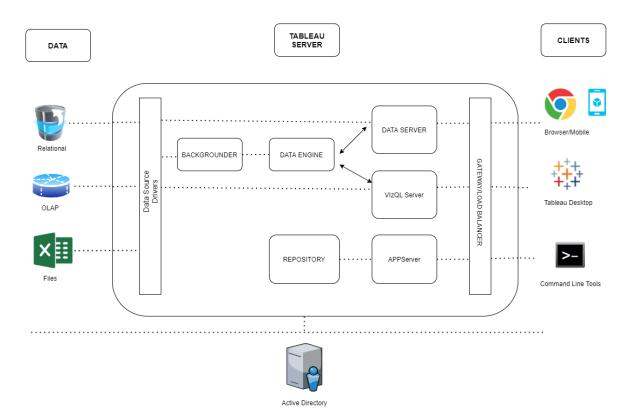 DATA
TABLEAU
SERVER
CLIENTS
Relational
OLAP
Files
Data Source
Drivers
BACKGROUNDER
DATA ENGINE
DATA SERVER
VizQL Server
REPOSITORY
APPServer
GATEWAY/LOAD BALANCER
Browser/Mobile
Tableau Desktop
Command Line Tools
Active Directory